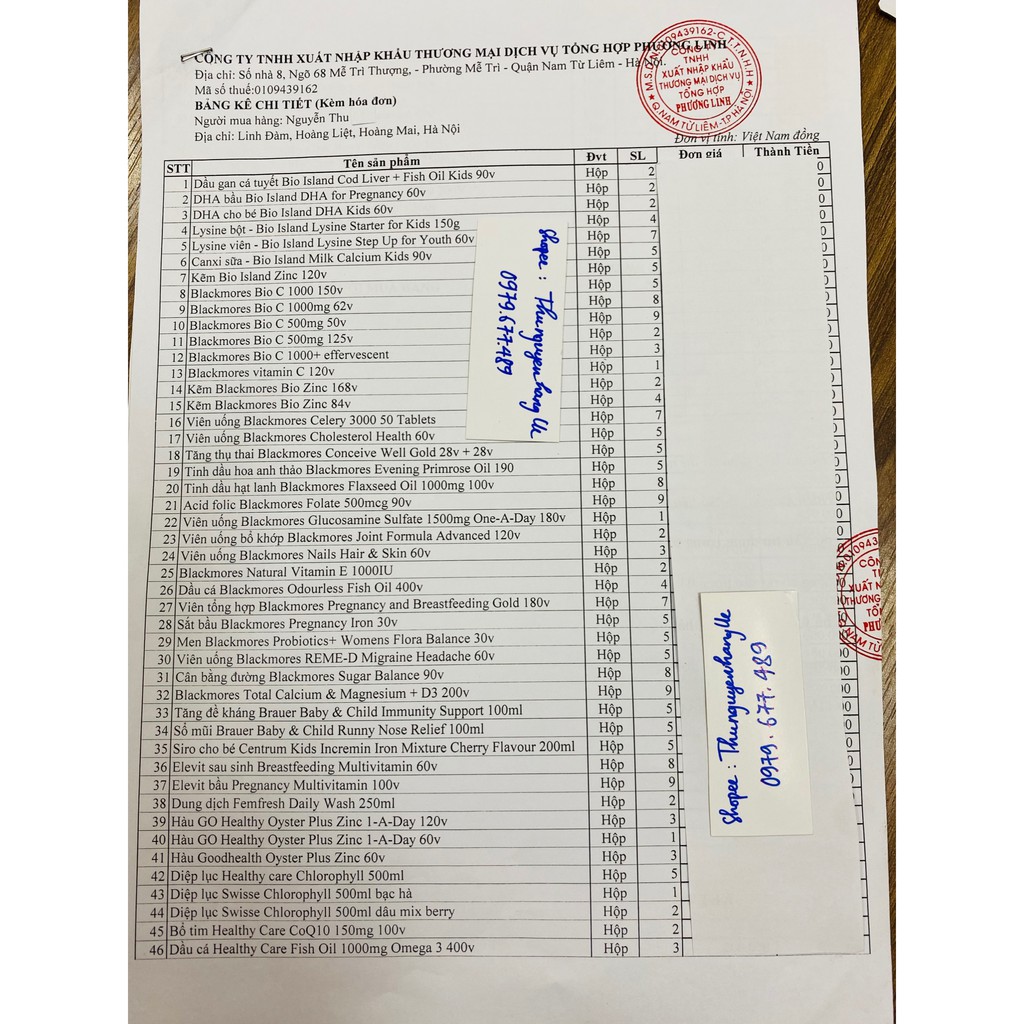 CÔNG TY TNHH XUẤT NHẬP KHẨU THƯƠNG MẠI DỊCH VỤ TỔNG HỢP PHƯƠNG LINH
Địa chỉ: Số nhà 8, Ngõ 68 Mễ Trì Thượng, - Phường Mễ Trì - Quận Nam Từ Liêm - Hà Nội.
Mã số thuế:0109439162
BẢNG KÊ CHI TIẾT (Kèm hóa đơn)
Người mua hàng: Nguyễn Thu
Địa chỉ: Linh Đàm, Hoàng Liệt, Hoàng Mai, Hà Nội
M.S.D.N:0109439162-C.T.T.N.H.H
CÔNG TY
TNHH
XUẤT NHẬP KHẨU
THƯƠNG MẠI DỊCH VỤ
TỔNG HỢP
PHƯƠNG LINH
Q.NAM TỪ LIÊM-TP HÀ NỘI
Đơn vị tính: Việt Nam đồng
STT Tên sản phẩm Đvt SL Đơn giá Thành Tiền
1 Dầu gan cá tuyết Bio Island Cod Liver + Fish Oil Kids 90v Hộp 2
2 DHA bầu Bio Island DHA for Pregnancy 60v Hộp 2
3 DHA cho bé Bio Island DHA Kids 60v Hộp 2
4 Lysine bột - Bio Island Lysine Starter for Kids 150g Hộp 4
5 Lysine viên - Bio Island Lysine Step Up for Youth 60v Hộp 7
6 Canxi sữa - Bio Island Milk Calcium Kids 90v Hộp 5
7 Kẽm Bio Island Zinc 120v Hộp 5
8 Blackmores Bio C 1000 150v Hộp 5
9 Blackmores Bio C 1000mg 62v Hộp 8
10 Blackmores Bio C 500mg 50v Hộp 9
11 Blackmores Bio C 500mg 125v Hộp 2
12 Blackmores Bio C 1000+ effervescent Hộp 3
13 Blackmores vitamin C 120v Hộp 1
14 Kẽm Blackmores Bio Zinc 168v Hộp 2
15 Kẽm Blackmores Bio Zinc 84v Hộp 4
16 Viên uống Blackmores Celery 3000 50 Tablets Hộp 7
17 Viên uống Blackmores Cholesterol Health 60v Hộp 5
18 Tăng thụ thai Blackmores Conceive Well Gold 28v + 28v Hộp 5
19 Tinh dầu hoa anh thảo Blackmores Evening Primrose Oil 190 Hộp 5
20 Tinh dầu hạt lanh Blackmores Flaxseed Oil 1000mg 100v Hộp 8
21 Acid folic Blackmores Folate 500mcg 90v Hộp 9
22 Viên uống Blackmores Glucosamine Sulfate 1500mg One-A-Day 180v Hộp 1
23 Viên uống bổ khớp Blackmores Joint Formula Advanced 120v Hộp 2
24 Viên uống Blackmores Nails Hair & Skin 60v Hộp 3
25 Blackmores Natural Vitamin E 1000IU Hộp 2
26 Dầu cá Blackmores Odourless Fish Oil 400v Hộp 4
27 Viên tổng hợp Blackmores Pregnancy and Breastfeeding Gold 180v Hộp 7
28 Sắt bầu Blackmores Pregnancy Iron 30v Hộp 5
29 Men Blackmores Probiotics+ Womens Flora Balance 30v Hộp 5
30 Viên uống Blackmores REME-D Migraine Headache 60v Hộp 5
31 Cân bằng đường Blackmores Sugar Balance 90v Hộp 8
32 Blackmores Total Calcium & Magnesium + D3 200v Hộp 9
33 Tăng đề kháng Brauer Baby & Child Immunity Support 100ml Hộp 5
34 Sổ mũi Brauer Baby & Child Runny Nose Relief 100ml Hộp 5
35 Siro cho bé Centrum Kids Incremin Iron Mixture Cherry Flavour 200ml Hộp 5
36 Elevit sau sinh Breastfeeding Multivitamin 60v Hộp 8
37 Elevit bầu Pregnancy Multivitamin 100v Hộp 9
38 Dung dịch Femfresh Daily Wash 250ml Hộp 2
39 Hàu GO Healthy Oyster Plus Zinc 1-A-Day 120v Hộp 3
40 Hàu GO Healthy Oyster Plus Zinc 1-A-Day 60v Hộp 1
41 Hàu Goodhealth Oyster Plus Zinc 60v Hộp 3
42 Diệp lục Healthy care Chlorophyll 500ml Hộp 5
43 Diệp lục Swisse Chlorophyll 500ml bạc hà Hộp 1
44 Diệp lục Swisse Chlorophyll 500ml dâu mix berry Hộp 2
45 Bổ tim Healthy Care CoQ10 150mg 100v Hộp 2
46 Dầu cá Healthy Care Fish Oil 1000mg Omega 3 400v Hộp 3
Shopee: Thunguyenhang Uc
0979.677.489
Shopee: Thunguyenhang Uc
0979.677.489